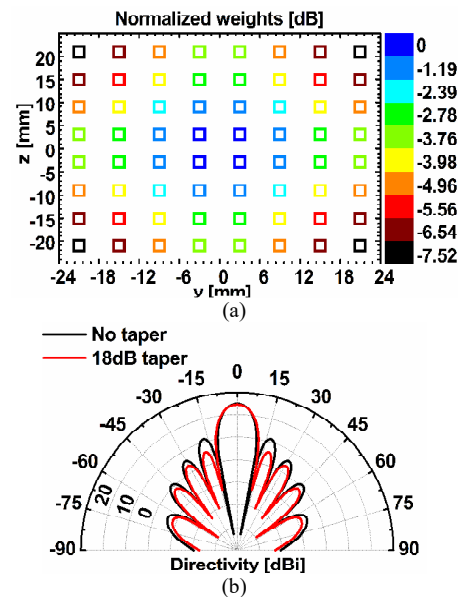 Normalized weights [dB]
20
15
10
5
0
-5
-10
-15
-20
z [mm]
-24 -18 -12 -6 0 6 12 18 24
y [mm]
0
-1.19
-2.39
-2.78
-3.76
-3.98
-4.96
-5.56
-6.54
-7.52
(a)
No taper
18dB taper
-90 -75 -60 -45 -30 -15 0 15 30 45 60 75 90
20 10 0
Directivity [dBi]
(b)